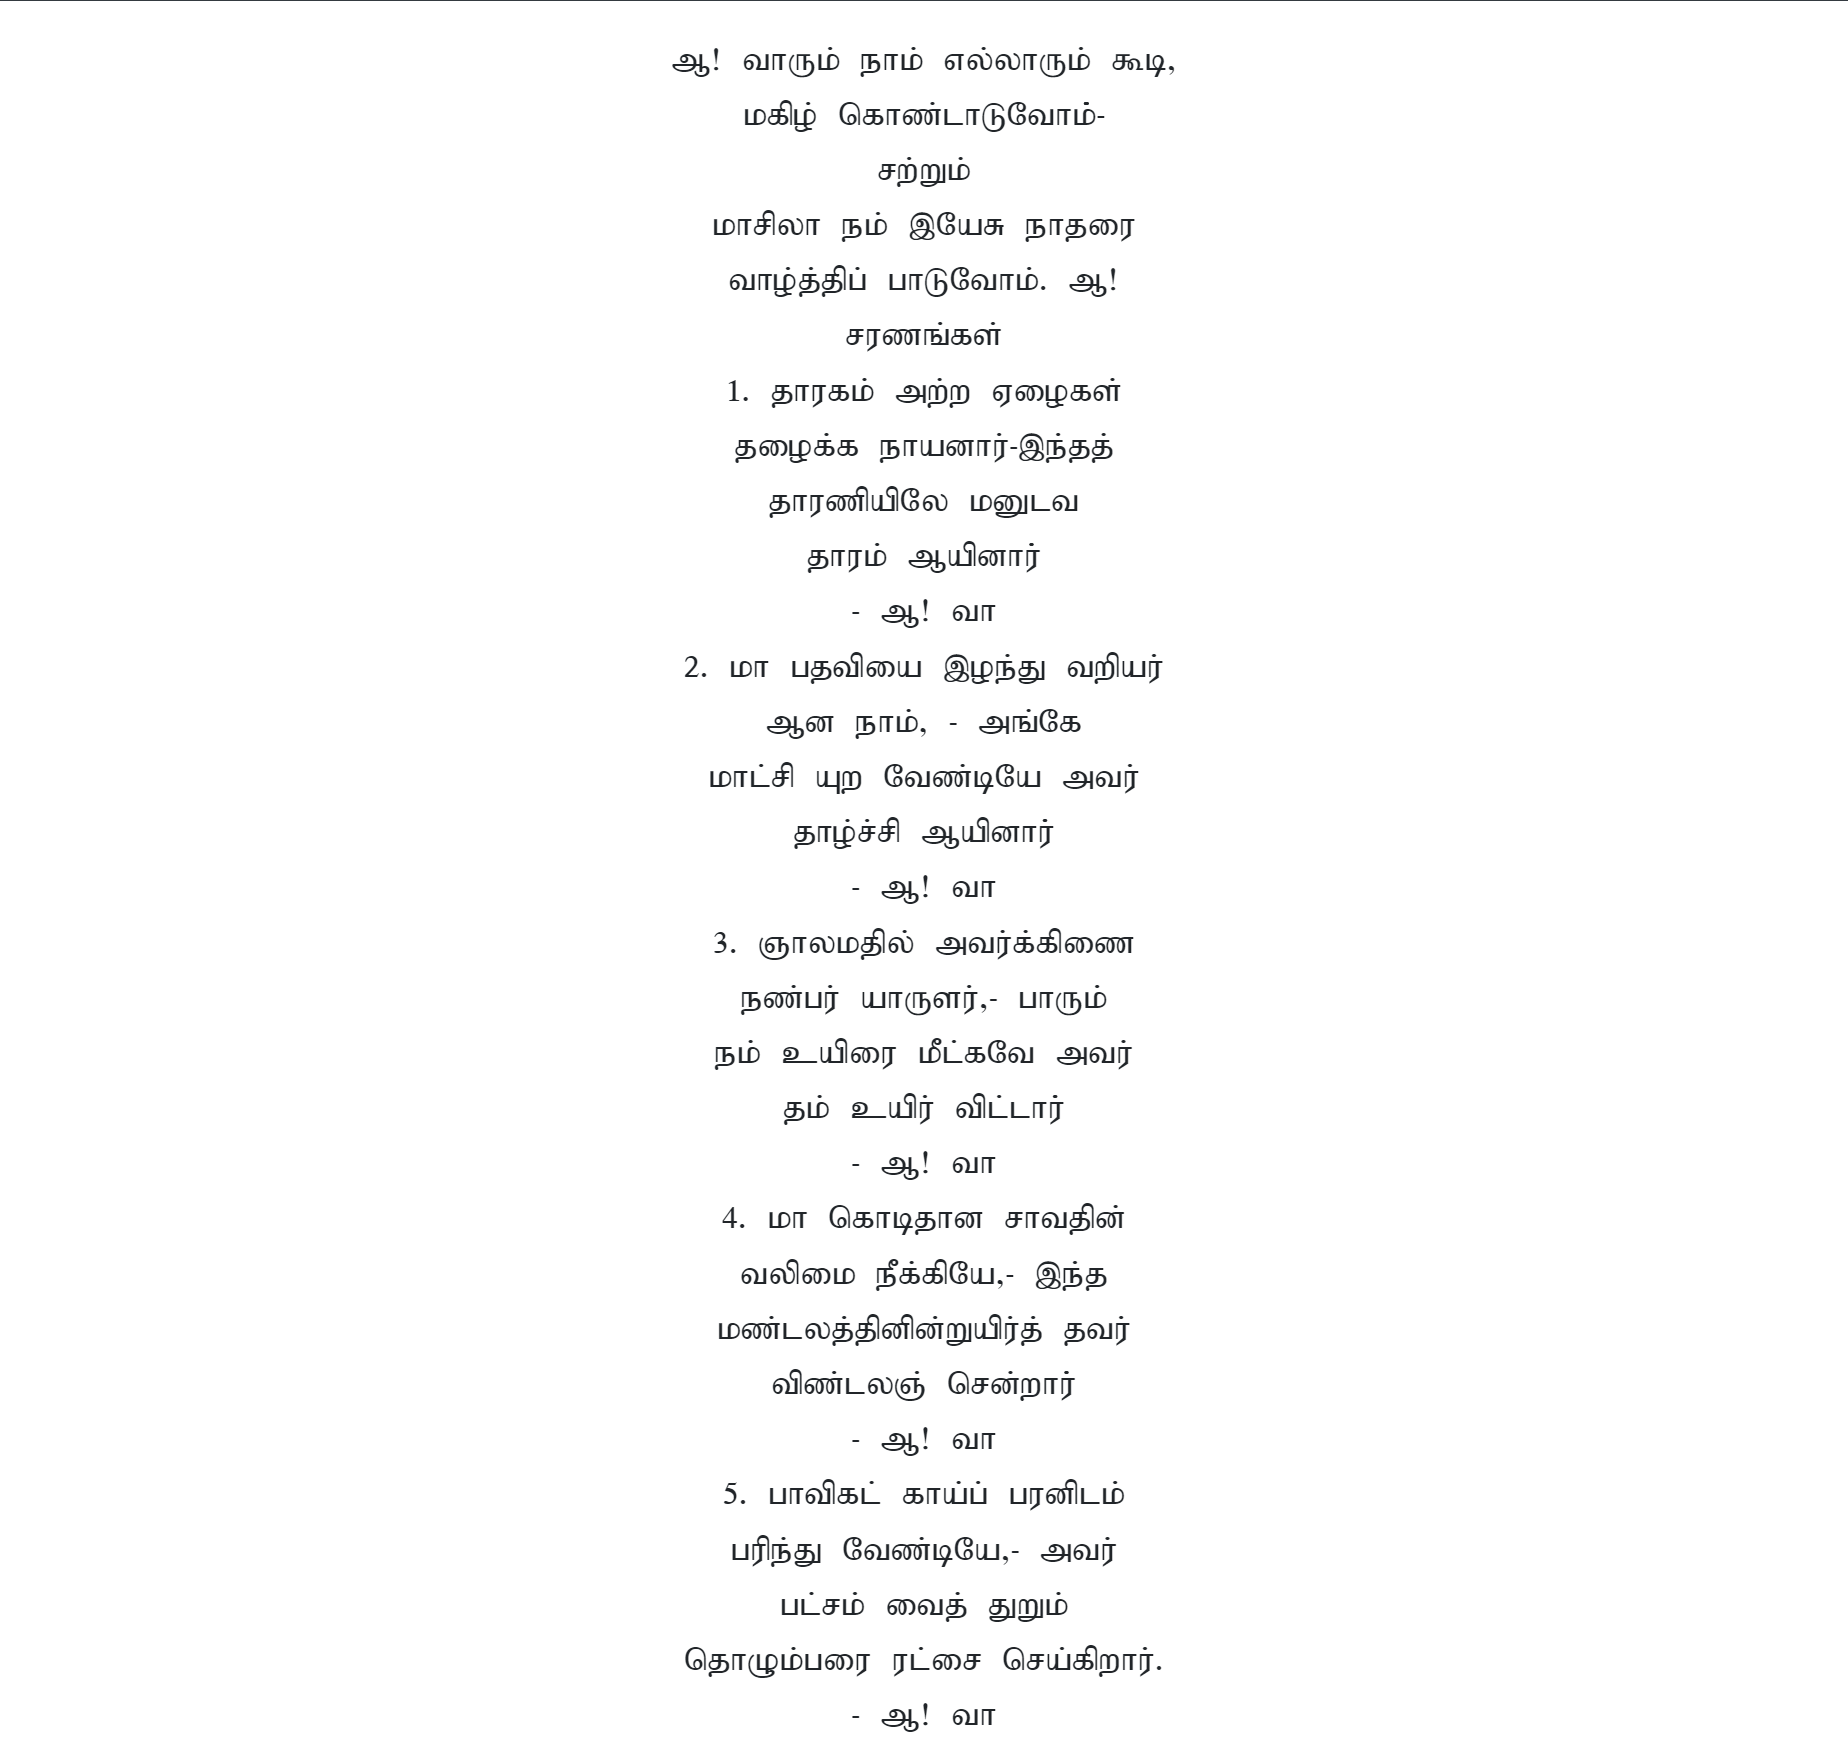 ஆ! வாரும் நாம் எல்லாரும் கூடி,
மகிழ் கொண்டாடுவோம்-
சற்றும்
மாசிலா நம் இயேசு நாதரை
வாழ்த்திப் பாடுவோம். ஆ!
சரணங்கள்
1. தாரகம் அற்ற ஏழைகள்
தழைக்க நாயனார்-இந்தத்
தாரணியிலே மனுடவ
தாரம் ஆயினார்
- ஆ! வா
2. மா பதவியை இழந்து வறியர்
ஆன நாம், - அங்கே
மாட்சி யுற வேண்டியே அவர்
தாழ்ச்சி ஆயினார்
- ஆ! வா
3. ஞாலமதில் அவர்க்கிணை
நண்பர் யாருளர்,- பாரும்
நம் உயிரை மீட்கவே அவர்
தம் உயிர் விட்டார்
- ஆ! வா
4. மா கொடிதான சாவதின்
வலிமை நீக்கியே,- இந்த
மண்டலத்தினின்றுயிர்த் தவர்
விண்டலஞ் சென்றார்
- ஆ! வா
5. பாவிகட் காய்ப் பரனிடம்
பரிந்து வேண்டியே,- அவர்
பட்சம் வைத் துறும்
தொழும்பரை ரட்சை செய்கிறார்.
- ஆ! வா